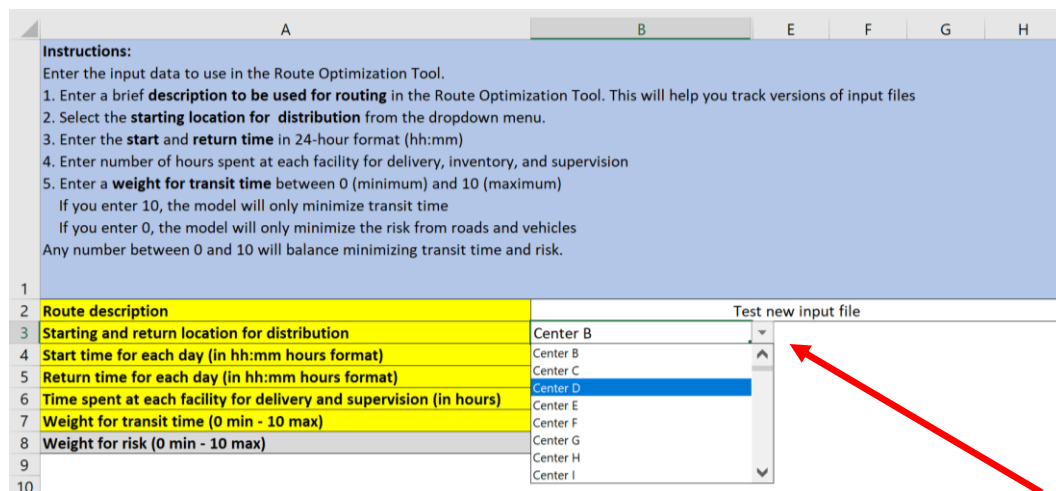 A B E F G H
Instructions:
Enter the input data to use in the Route Optimization Tool.
1. Enter a brief description to be used for routing in the Route Optimization Tool. This will help you track versions of input files
2. Select the starting location for distribution from the dropdown menu.
3. Enter the start and return time in 24-hour format (hh:mm)
4. Enter number of hours spent at each facility for delivery, inventory, and supervision
5. Enter a weight for transit time between 0 (minimum) and 10 (maximum)
If you enter 10, the model will only minimize transit time
If you enter 0, the model will only minimize the risk from roads and vehicles
Any number between 0 and 10 will balance minimizing transit time and risk.
1
2 Route description Test new input file
3 Starting and return location for distribution Center B
4 Start time for each day (in hh:mm hours format) Center B
Center C
5 Return time for each day (in hh:mm hours format) Center D
6 Time spent at each facility for delivery and supervision (in hours) Center E
7 Weight for transit time (0 min - 10 max) Center F
8 Weight for risk (0 min - 10 max) Center G
9 Center H
Center I
10